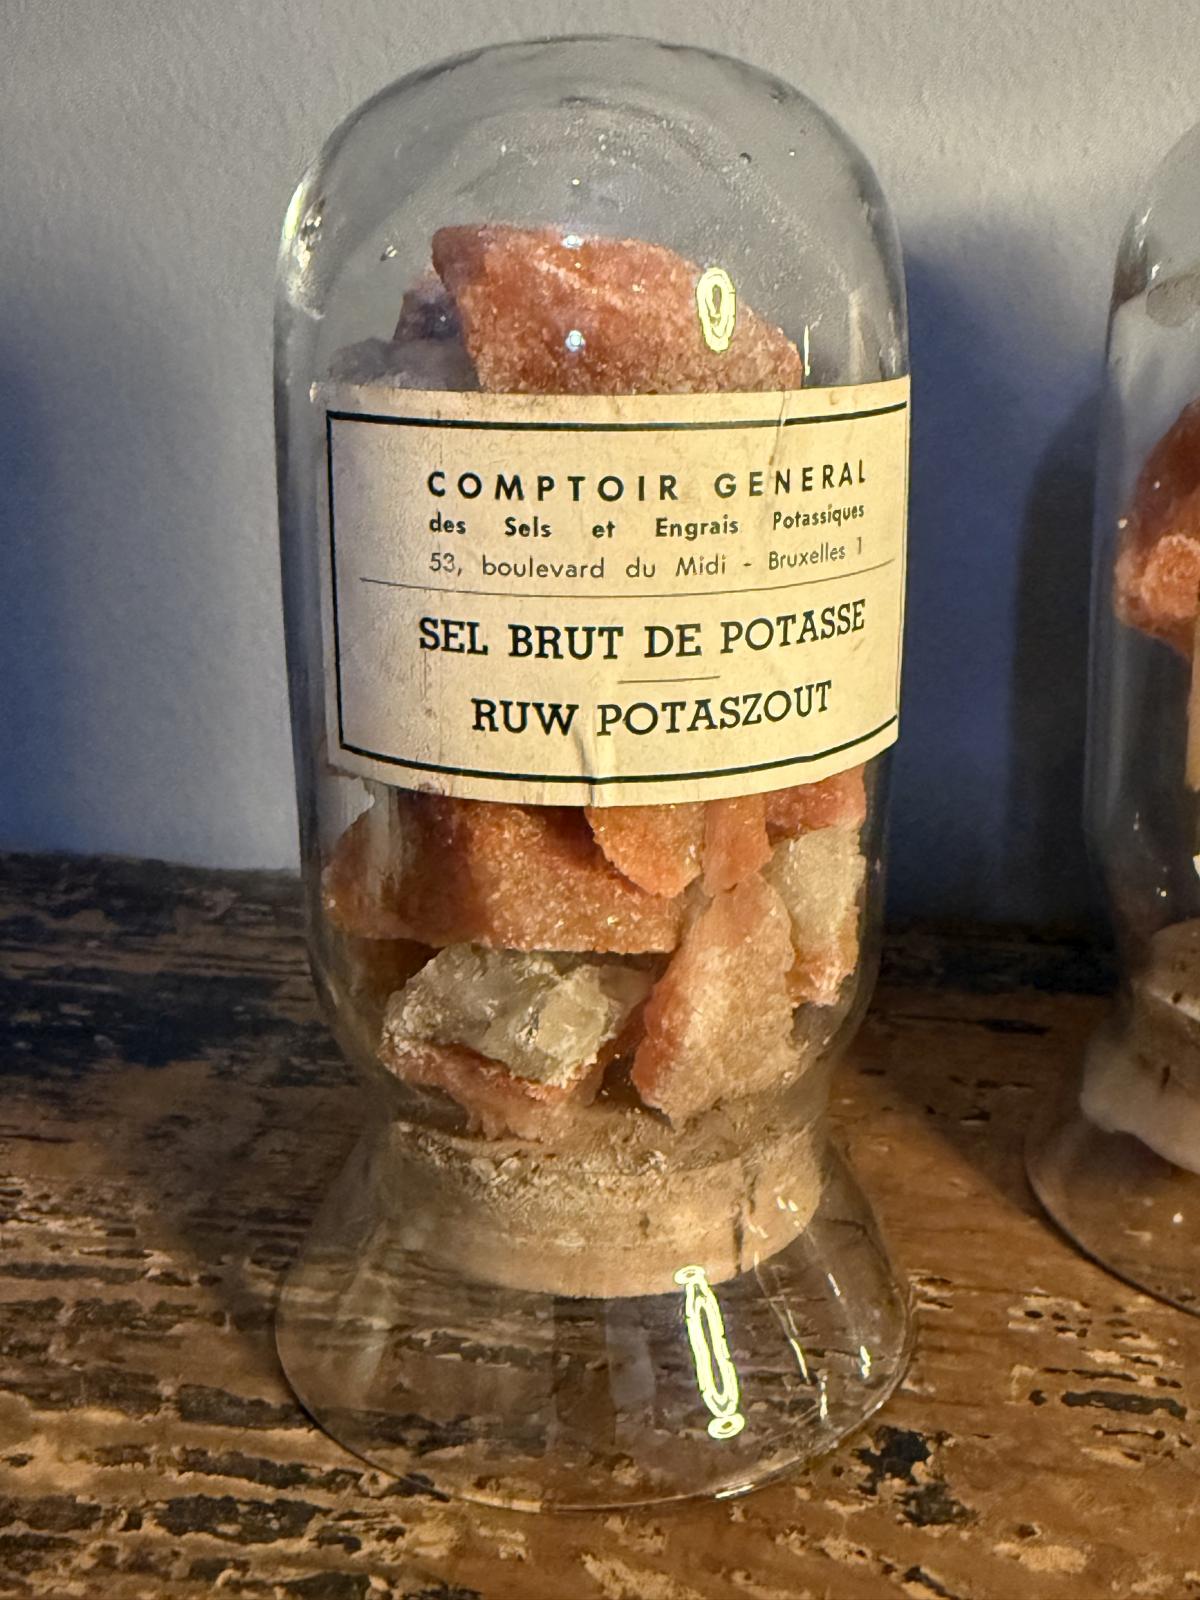 COMPTOIR GENERAL
des Sels et Engrais Potassiques
53, boulevard du Midi - Bruxelles 1
SEL BRUT DE POTASSE
RUW POTASZOUT